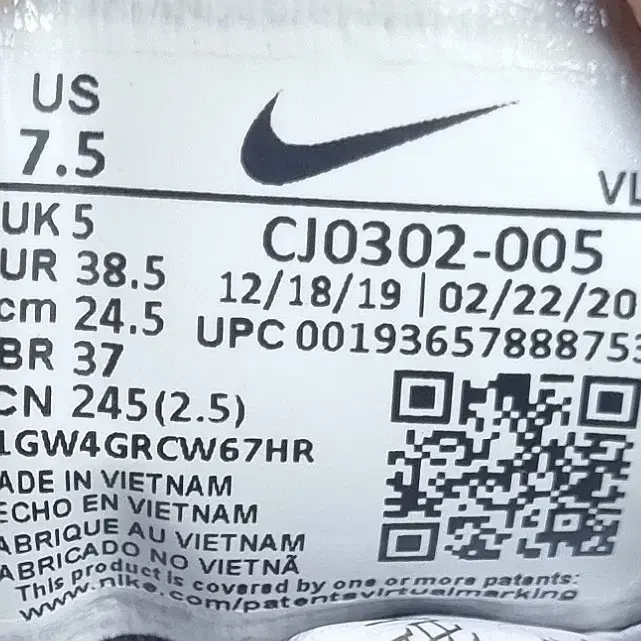 US
7.5
VL
UK 5
UR 38.5
cm 24.5
BR 37
CN 245(2.5)
CJ0302-005
12/18/19 | 02/22/20
UPC 00193657888753
1GW4GRCW67HR
ADE IN VIETNAM
ECHO EN VIETNAM
ABRIQUE AU VIETNAM
ABRICADO NO VIETNÃ
This product is covered by one or more patents:
www.nike.com/patentsvirtualmarking